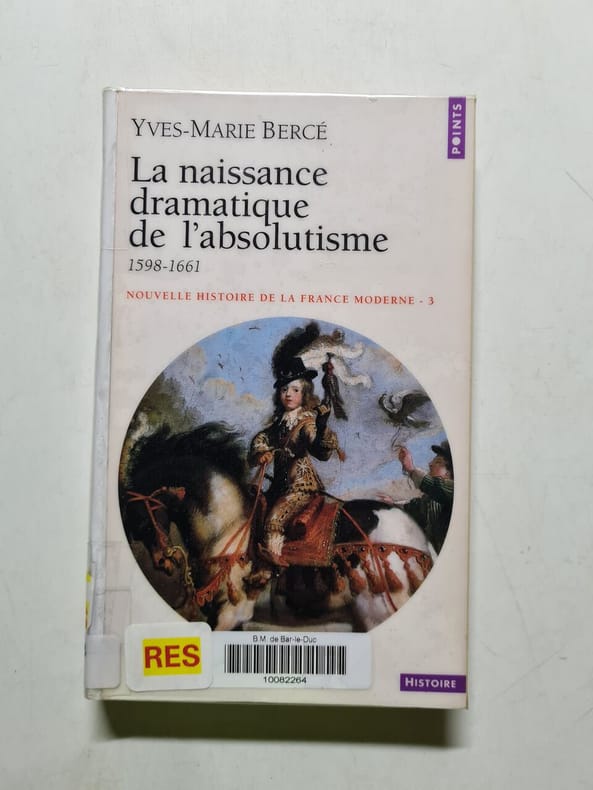 YVES-MARIE BERCÉ
POINTS
La naissance
dramatique
de l'absolutisme
1598-1661
NOUVELLE HISTOIRE DE LA FRANCE MODERNE - 3
RES
B.M. de Bar-le-Duc
10082264
HISTOIRE